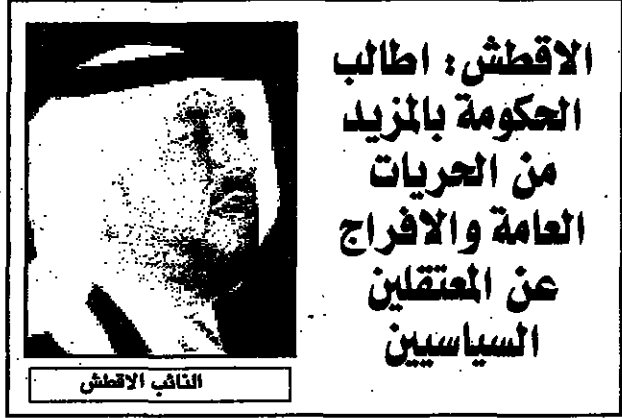 الاقطش: اطالب
الحكومة بالمزيد
من الحريات
العامة والافراج
عن المعتقلين
السياسيين
النائب الاقطش